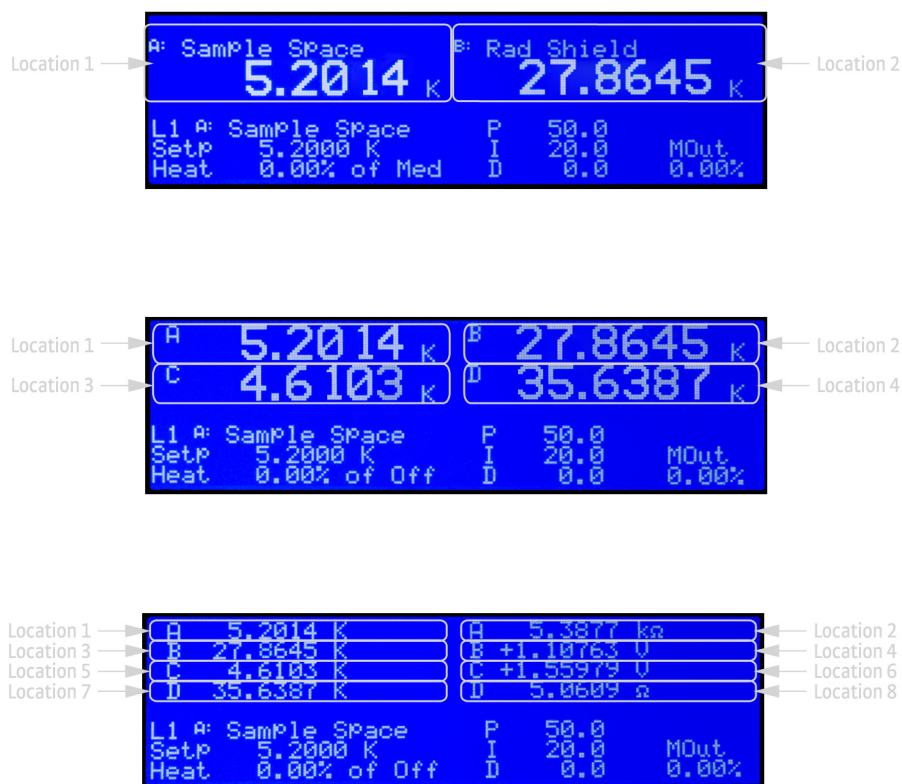 Location 1 A: Sample Space B: Rad Shield Location 2
5.2014 K 27.8645 K
L1 A: Sample Space P 50.0
Setp 5.2000 K I 20.0 MOut
Heat 0.00% of Med D 0.0 0.00%
Location 1 A 5.2014 K B 27.8645 K Location 2
Location 3 C 4.6103 K D 35.6387 K Location 4
L1 A: Sample Space P 50.0
Setp 5.2000 K I 20.0 MOut
Heat 0.00% of Off D 0.0 0.00%
Location 1 A 5.2014 K A 5.3877 kΩ Location 2
Location 3 B 27.8645 K B +1.10763 V Location 4
Location 5 C 4.6103 K C +1.55979 V Location 6
Location 7 D 35.6387 K D 5.0609 Ω Location 8
L1 A: Sample Space P 50.0
Setp 5.2000 K I 20.0 MOut
Heat 0.00% of Off D 0.0 0.00%